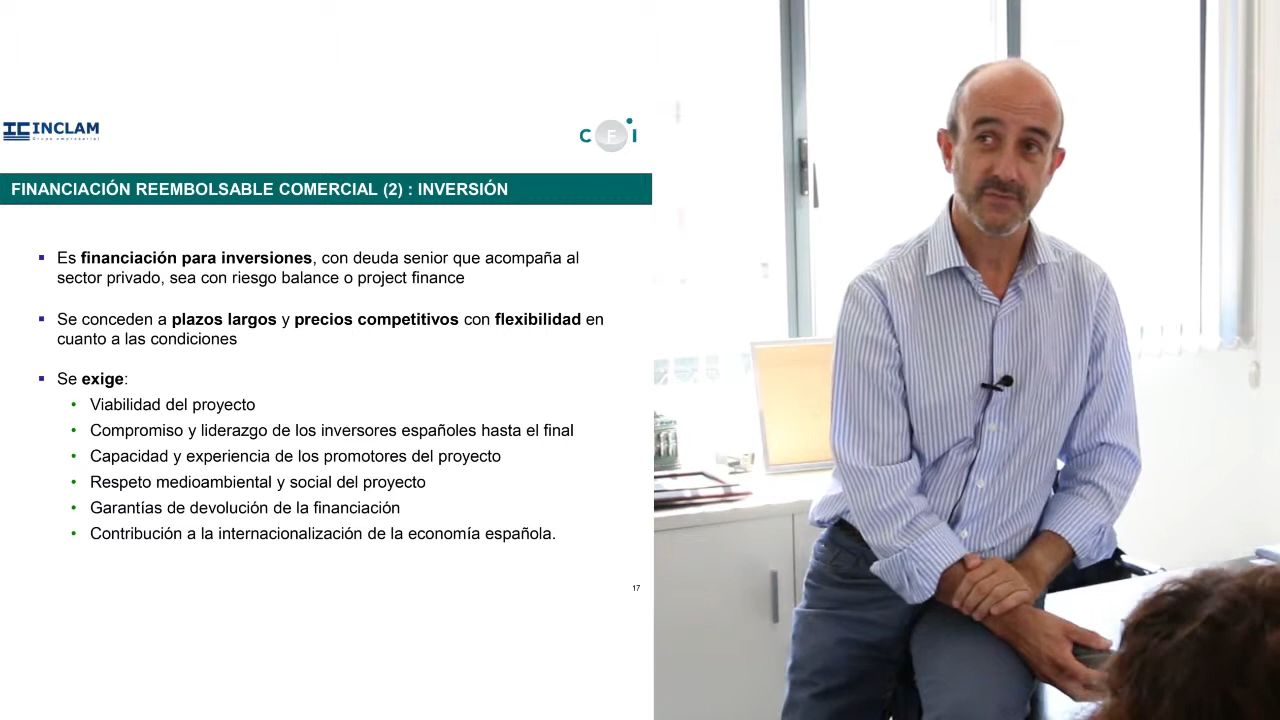 INCLAM
Grupo empresarial
CFi
FINANCIACIÓN REEMBOLSABLE COMERCIAL (2) : INVERSIÓN
Es financiación para inversiones, con deuda senior que acompaña al
sector privado, sea con riesgo balance o project finance
Se conceden a plazos largos y precios competitivos con flexibilidad en
cuanto a las condiciones
Se exige:
Viabilidad del proyecto
Compromiso y liderazgo de los inversores españoles hasta el final
Capacidad y experiencia de los promotores del proyecto
Respeto medioambiental y social del proyecto
Garantías de devolución de la financiación
Contribución a la internacionalización de la economía española.
17